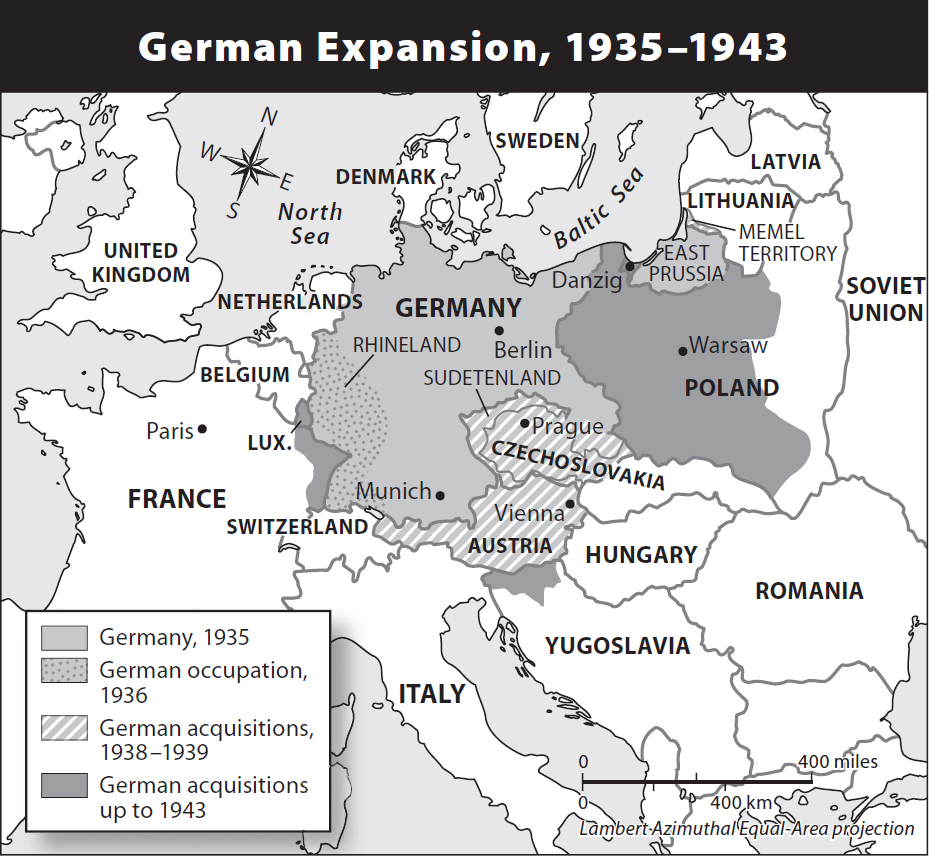 German Expansion, 1935–1943
N
W
E
S
SWEDEN
LATVIA
DENMARK
LITHUANIA
North
Sea
Baltic Sea
MEMEL
TERRITORY
UNITED
KINGDOM
EAST
PRUSSIA
Danzig
SOVIET
UNION
NETHERLANDS
GERMANY
RHINELAND
Berlin
Warsaw
BELGIUM
SUDETENLAND
POLAND
Paris
LUX.
Prague
CZECHOSLOVAKIA
FRANCE
Munich
Vienna
SWITZERLAND
AUSTRIA
HUNGARY
ROMANIA
YUGOSLAVIA
ITALY
Germany, 1935
German occupation,
1936
German acquisitions,
1938–1939
German acquisitions
up to 1943
0
400 miles
0
400 km
Lambert Azimuthal Equal-Area projection